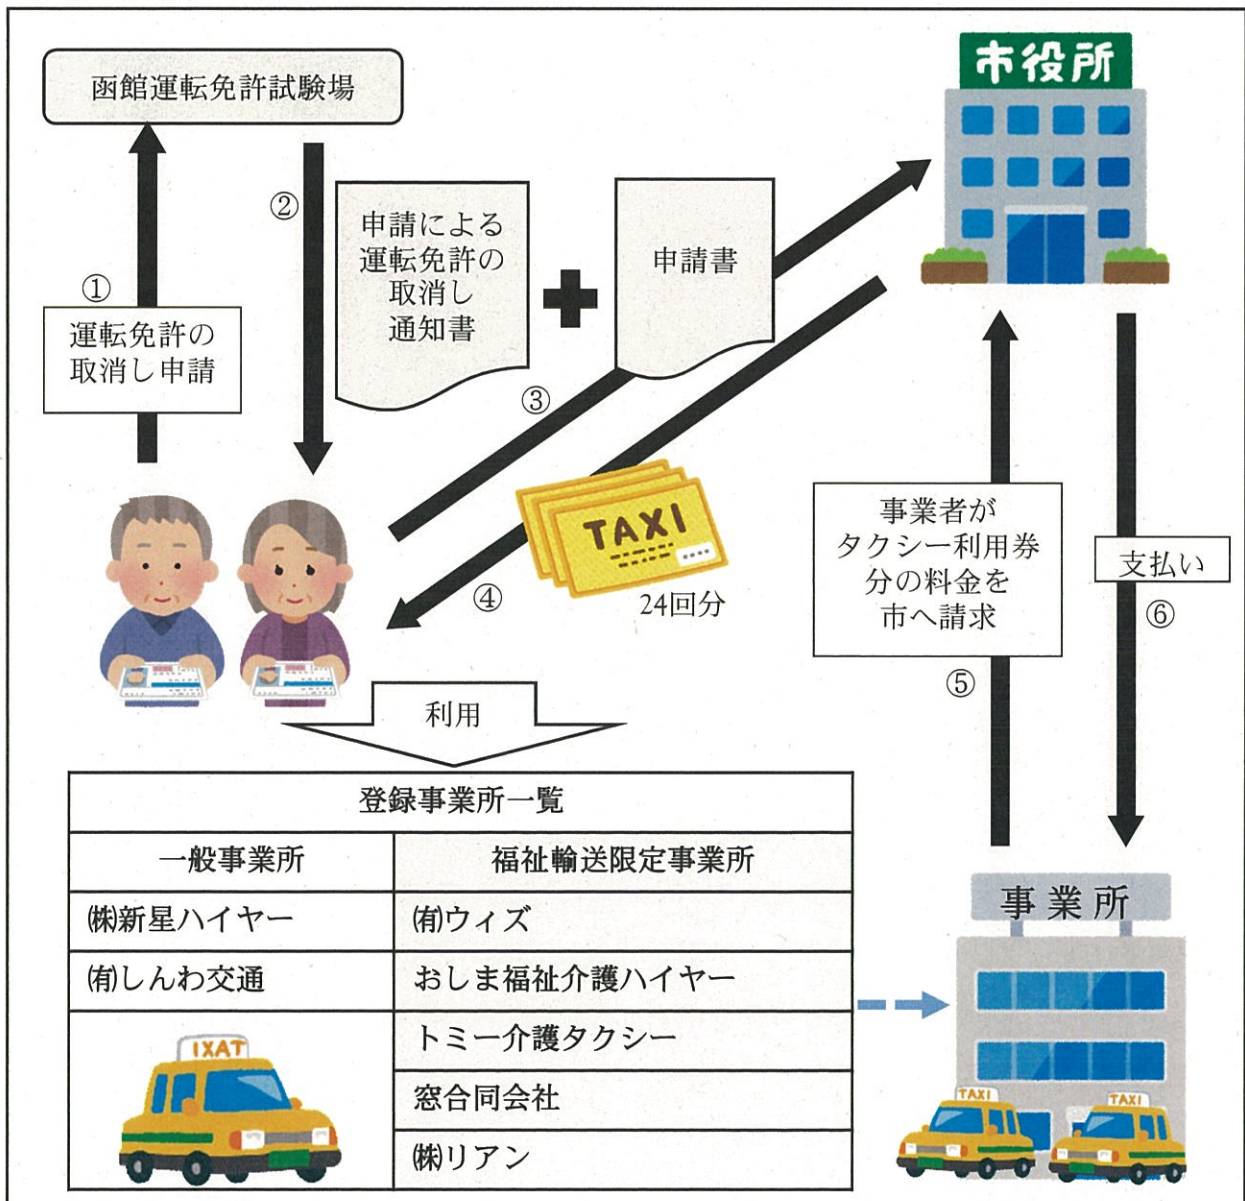 函館運転免許試験場
市役所
①
運転免許の
取消し申請
②
申請による
運転免許の
取消し
通知書
申請書
③
④
TAXI
24回分
事業者が
タクシー利用券
分の料金を
市へ請求
⑤
支払い
⑥
利用
登録事業所一覧
一般事業所
福祉輸送限定事業所
㈱新星ハイヤー
㈲ウィズ
㈲しんわ交通
おしま福祉介護ハイヤー
トミー介護タクシー
窓合同会社
㈱リアン
IXAT
事業所
TAXI
TAXI